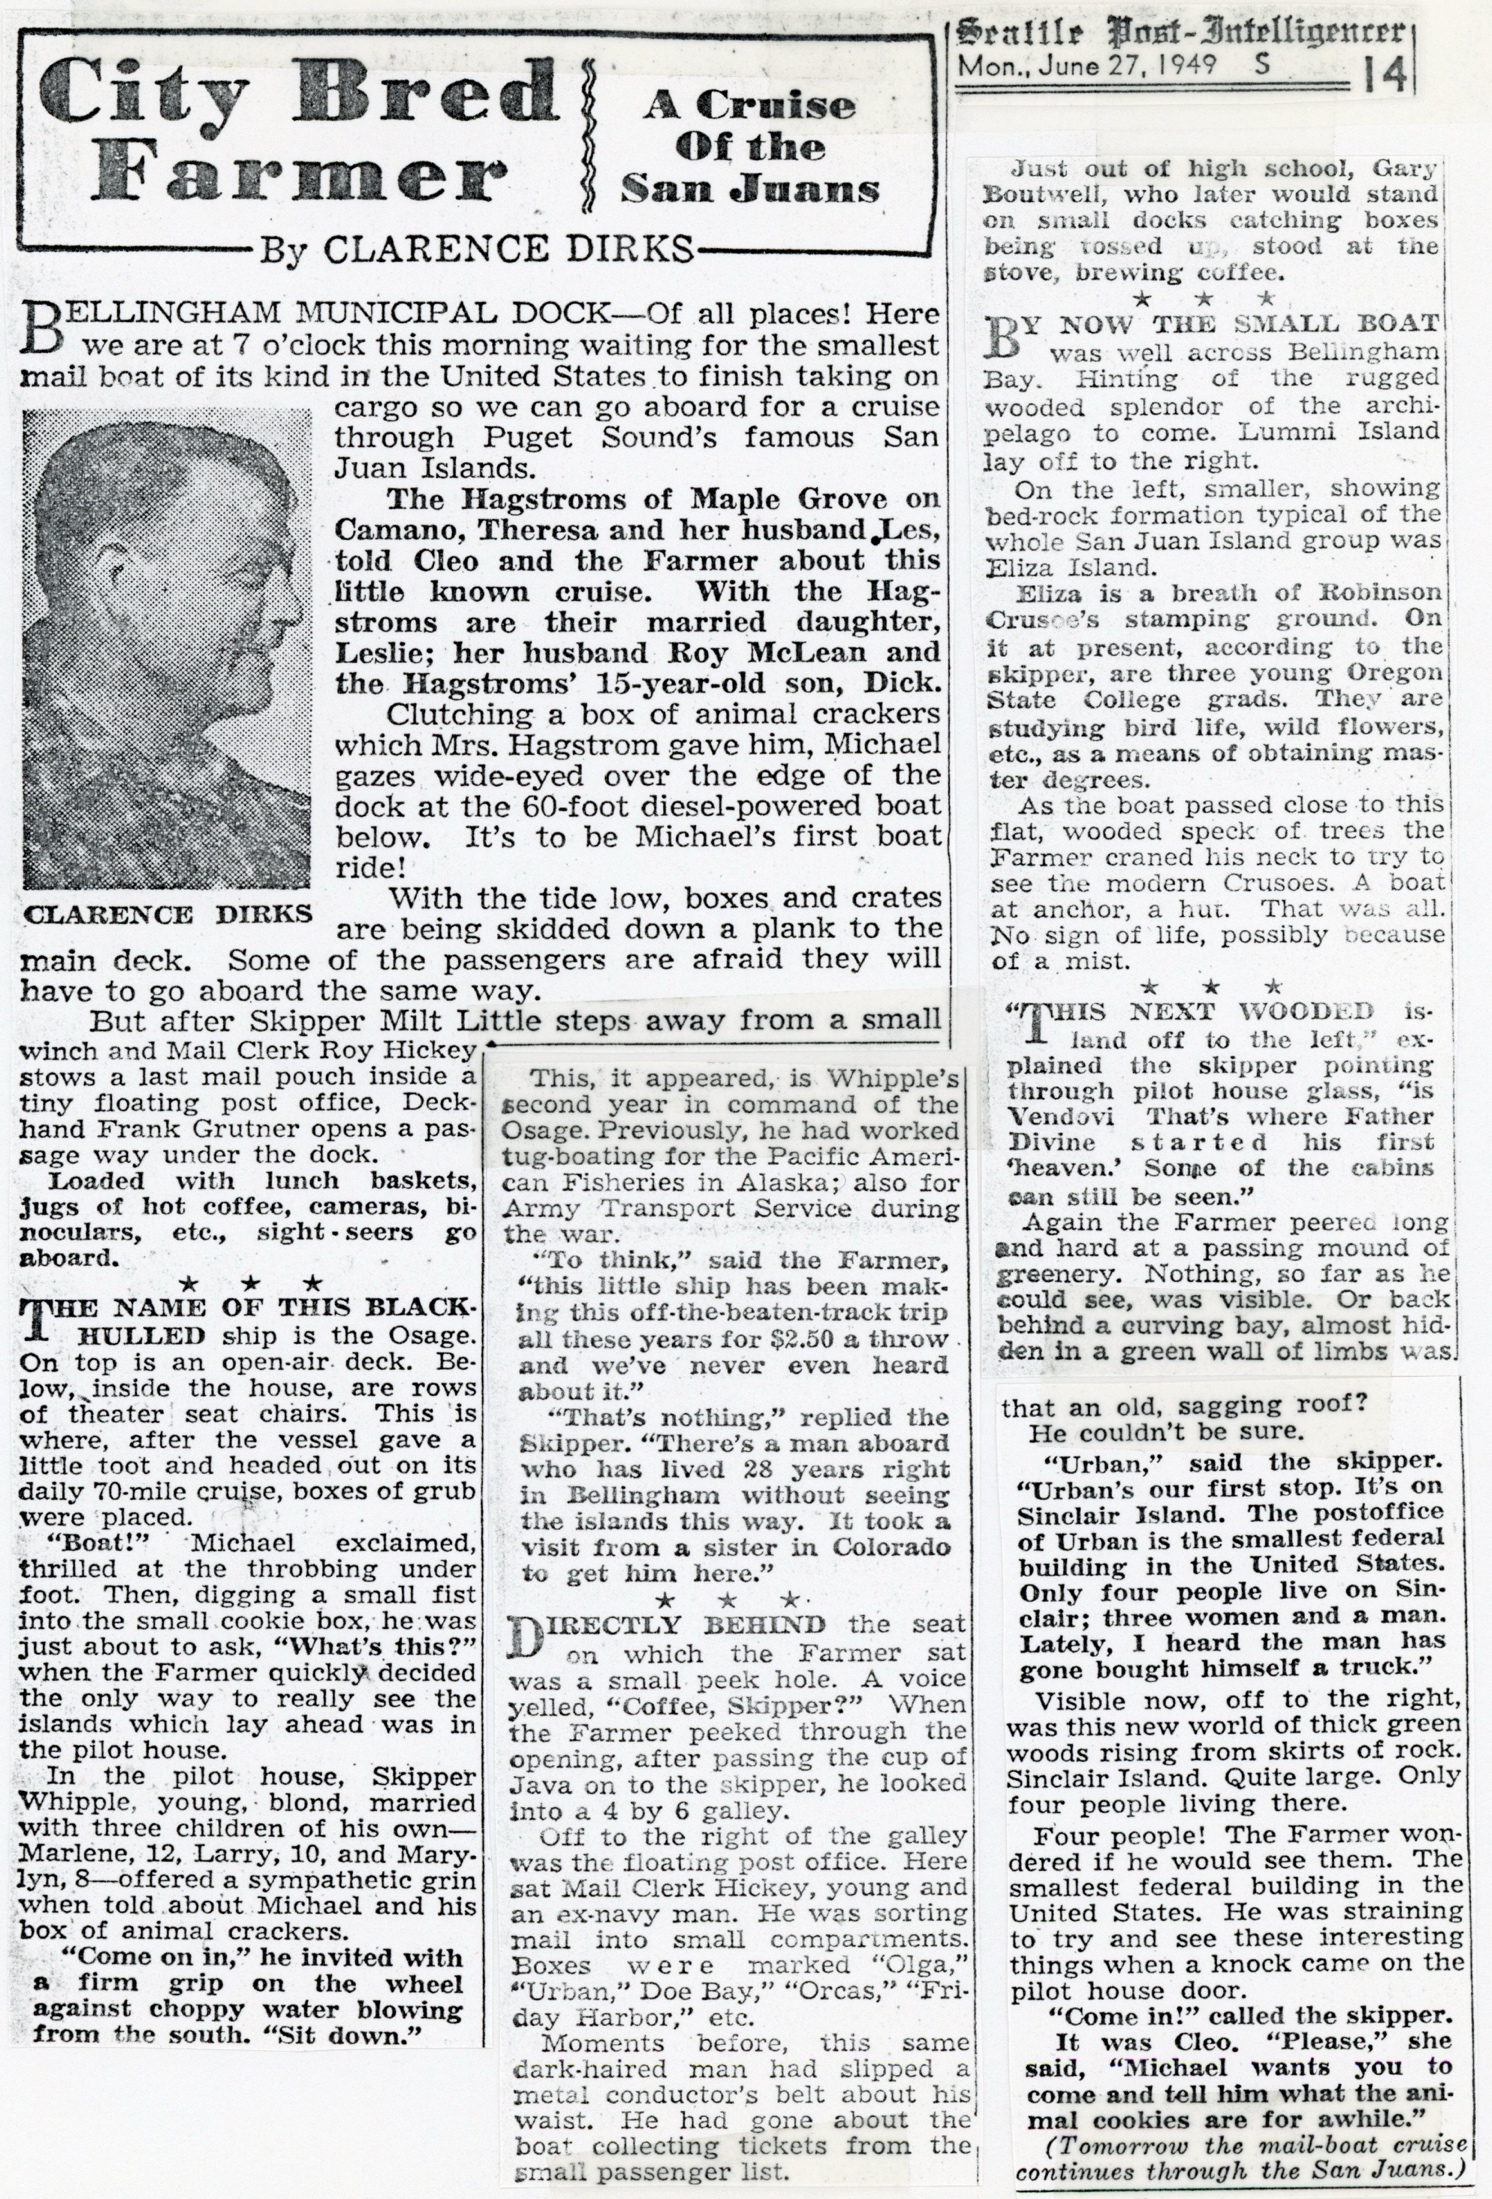 City Bred
Farmer
A Cruise
Of the
San Juans
By CLARENCE DIRKS
Seattle Post-Intelligencer
Mon., June 27, 1949 S 14
BELLINGHAM MUNICIPAL DOCK—Of all places! Here
we are at 7 o'clock this morning waiting for the smallest
mail boat of its kind in the United States to finish taking on
cargo so we can go aboard for a cruise
through Puget Sound's famous San
Juan Islands.
The Hagstroms of Maple Grove on
Camano, Theresa and her husband Les,
told Cleo and the Farmer about this
little known cruise. With the Hag-
stroms are their married daughter,
Leslie; her husband Roy McLean and
the Hagstroms' 15-year-old son, Dick.
Clutching a box of animal crackers
which Mrs. Hagstrom gave him, Michael
gazes wide-eyed over the edge of the
dock at the 60-foot diesel-powered boat
below. It's to be Michael's first boat
ride!
With the tide low, boxes and crates
CLARENCE DIRKS
are being skidded down a plank to the
main deck. Some of the passengers are afraid they will
have to go aboard the same way.
But after Skipper Milt Little steps away from a small
winch and Mail Clerk Roy Hickey
stows a last mail pouch inside a
tiny floating post office, Deck-
hand Frank Grutner opens a pas-
sage way under the dock.
Loaded with lunch baskets,
jugs of hot coffee, cameras, bi-
noculars, etc., sight-seers go
aboard.
★ ★ ★
THE NAME OF THIS BLACK-
HULLED ship is the Osage.
On top is an open-air deck. Be-
low, inside the house, are rows
of theater seat chairs. This is
where, after the vessel gave a
little toot and headed out on its
daily 70-mile cruise, boxes of grub
were placed.
"Boat!" Michael exclaimed,
thrilled at the throbbing under
foot. Then, digging a small fist
into the small cookie box, he was
just about to ask, "What's this?"
when the Farmer quickly decided
the only way to really see the
islands which lay ahead was in
the pilot house.
In the pilot house, Skipper
Whipple, young, blond, married
with three children of his own—
Marlene, 12, Larry, 10, and Mary-
lyn, 8—offered a sympathetic grin
when told about Michael and his
box of animal crackers.
"Come on in," he invited with
a firm grip on the wheel
against choppy water blowing
from the south. "Sit down."
This, it appeared, is Whipple's
second year in command of the
Osage. Previously, he had worked
tug-boating for the Pacific Ameri-
can Fisheries in Alaska; also for
Army Transport Service during
the war.
"To think," said the Farmer,
"this little ship has been mak-
ing this off-the-beaten-track trip
all these years for $2.50 a throw
and we've never even heard
about it."
"That's nothing," replied the
Skipper. "There's a man aboard
who has lived 28 years right
in Bellingham without seeing
the islands this way. It took a
visit from a sister in Colorado
to get him here."
★ ★ ★
DIRECTLY BEHIND the seat
on which the Farmer sat
was a small peek hole. A voice
yelled, "Coffee, Skipper?" When
the Farmer peeked through the
opening, after passing the cup of
Java on to the skipper, he looked
into a 4 by 6 galley.
Off to the right of the galley
was the floating post office. Here
sat Mail Clerk Hickey, young and
an ex-navy man. He was sorting
mail into small compartments.
Boxes were marked "Olga,"
"Urban," Doe Bay," "Orcas," "Fri-
day Harbor," etc.
Moments before, this same
dark-haired man had slipped a
metal conductor's belt about his
waist. He had gone about the
boat collecting tickets from the
small passenger list.
Just out of high school, Gary
Boutwell, who later would stand
on small docks catching boxes
being tossed up, stood at the
stove, brewing coffee.
★ ★ ★
BY NOW THE SMALL BOAT
was well across Bellingham
Bay. Hinting of the rugged
wooded splendor of the archi-
pelago to come. Lummi Island
lay off to the right.
On the left, smaller, showing
bed-rock formation typical of the
whole San Juan Island group was
Eliza Island.
Eliza is a breath of Robinson
Crusoe's stamping ground. On
it at present, according to the
skipper, are three young Oregon
State College grads. They are
studying bird life, wild flowers,
etc., as a means of obtaining mas-
ter degrees.
As the boat passed close to this
flat, wooded speck of trees the
Farmer craned his neck to try to
see the modern Crusoes. A boat
at anchor, a hut. That was all.
No sign of life, possibly because
of a mist.
★ ★ ★
"THIS NEXT WOODED is-
land off to the left," ex-
plained the skipper pointing
through pilot house glass, "is
Vendovi That's where Father
Divine started his first
'heaven.' Some of the cabins
can still be seen."
Again the Farmer peered long
and hard at a passing mound of
greenery. Nothing, so far as he
could see, was visible. Or back
behind a curving bay, almost hid-
den in a green wall of limbs was
that an old, sagging roof?
He couldn't be sure.
"Urban," said the skipper.
"Urban's our first stop. It's on
Sinclair Island. The postoffice
of Urban is the smallest federal
building in the United States.
Only four people live on Sin-
clair; three women and a man.
Lately, I heard the man has
gone bought himself a truck."
Visible now, off to the right,
was this new world of thick green
woods rising from skirts of rock.
Sinclair Island. Quite large. Only
four people living there.
Four people! The Farmer won-
dered if he would see them. The
smallest federal building in the
United States. He was straining
to try and see these interesting
things when a knock came on the
pilot house door.
"Come in!" called the skipper.
It was Cleo. "Please," she
said, "Michael wants you to
come and tell him what the ani-
mal cookies are for awhile."
(Tomorrow the mail-boat cruise
continues through the San Juans.)